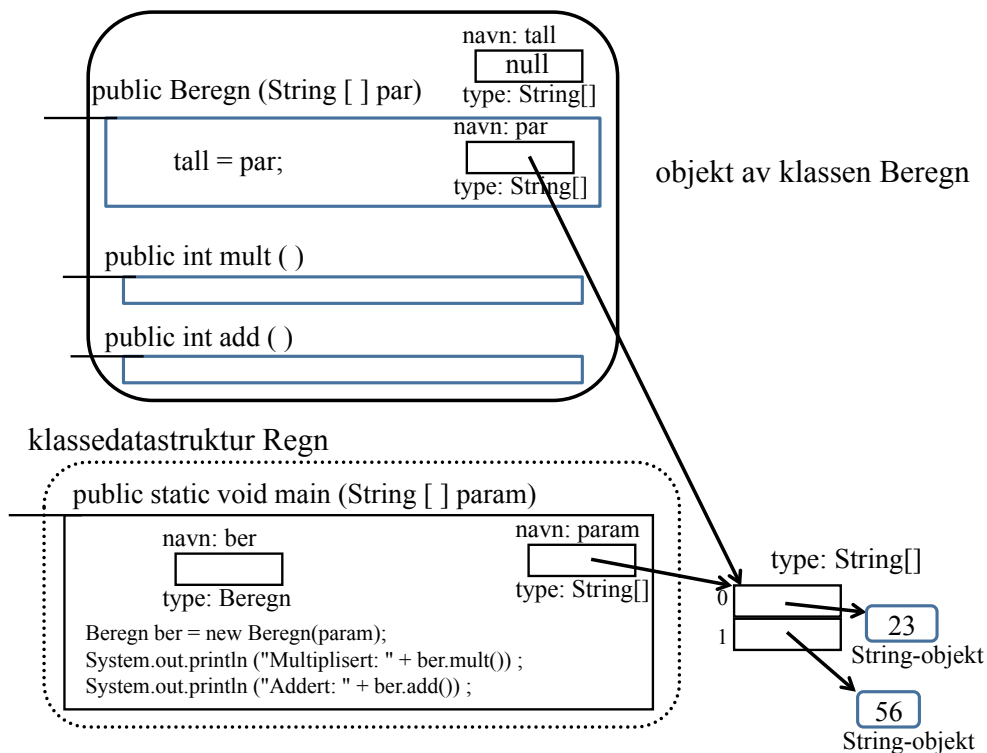 navn: tall
null
type: String[]
public Beregn (String [ ] par)
navn: par
tall = par;
type: String[]
objekt av klassen Beregn
public int mult ( )
public int add ( )
klassedatastruktur Regn
public static void main (String [ ] param)
navn: ber
type: Beregn
navn: param
type: String[]
Beregn ber = new Beregn(param);
System.out.println ("Multiplisert: " + ber.mult()) ;
System.out.println ("Addert: " + ber.add()) ;
type: String[]
0
1
23
String-objekt
56
String-objekt